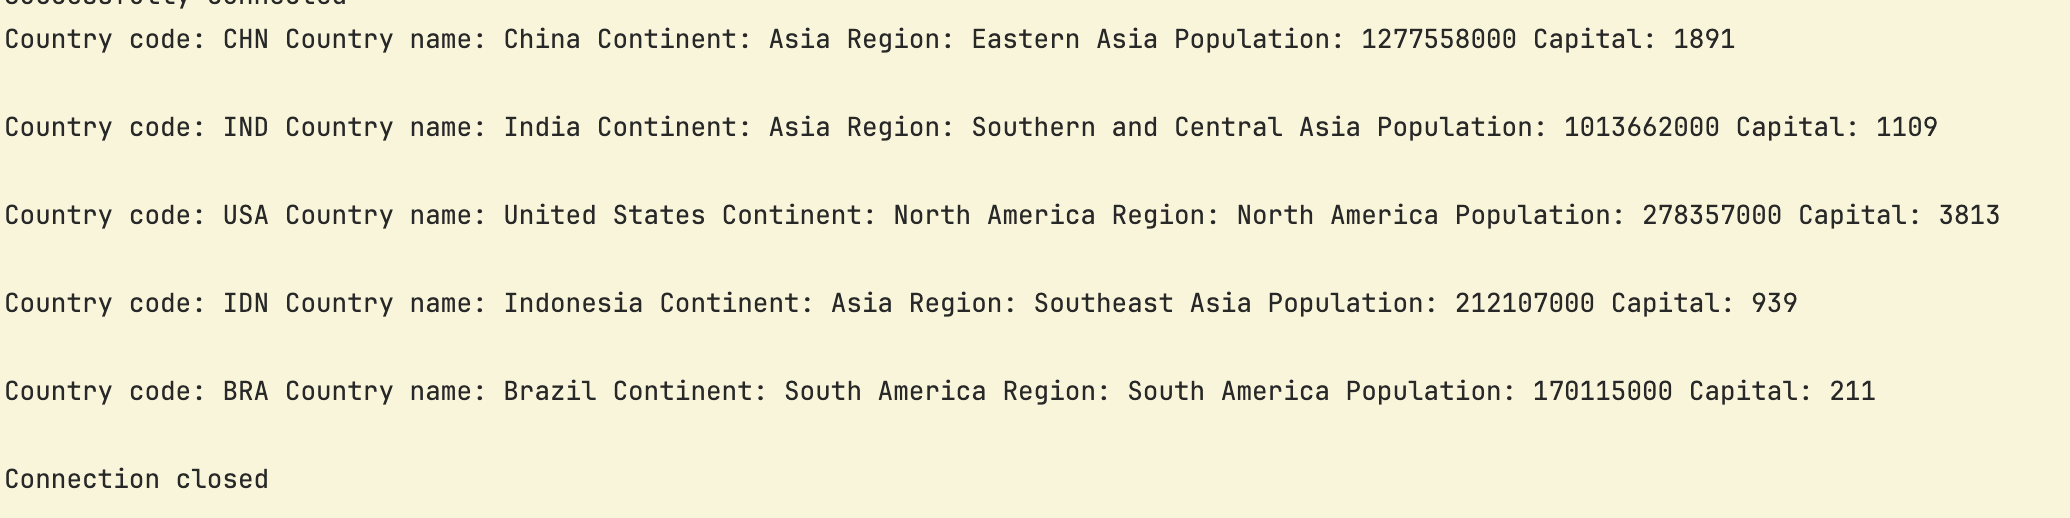 Successfully connected
Country code: CHN Country name: China Continent: Asia Region: Eastern Asia Population: 1277558000 Capital: 1891
Country code: IND Country name: India Continent: Asia Region: Southern and Central Asia Population: 1013662000 Capital: 1109
Country code: USA Country name: United States Continent: North America Region: North America Population: 278357000 Capital: 3813
Country code: IDN Country name: Indonesia Continent: Asia Region: Southeast Asia Population: 212107000 Capital: 939
Country code: BRA Country name: Brazil Continent: South America Region: South America Population: 170115000 Capital: 211
Connection closed